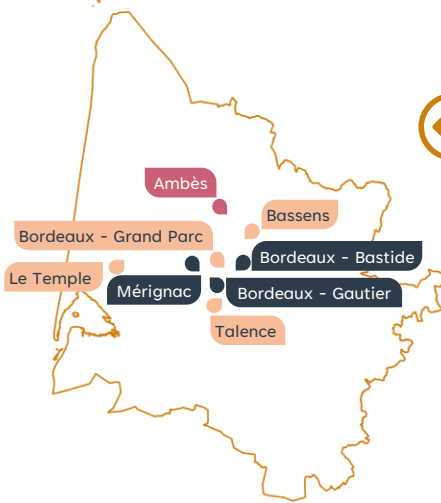 Ambès
Bassens
Bordeaux - Grand Parc
Bordeaux - Bastide
Le Temple
Mérignac
Bordeaux - Gautier
Talence